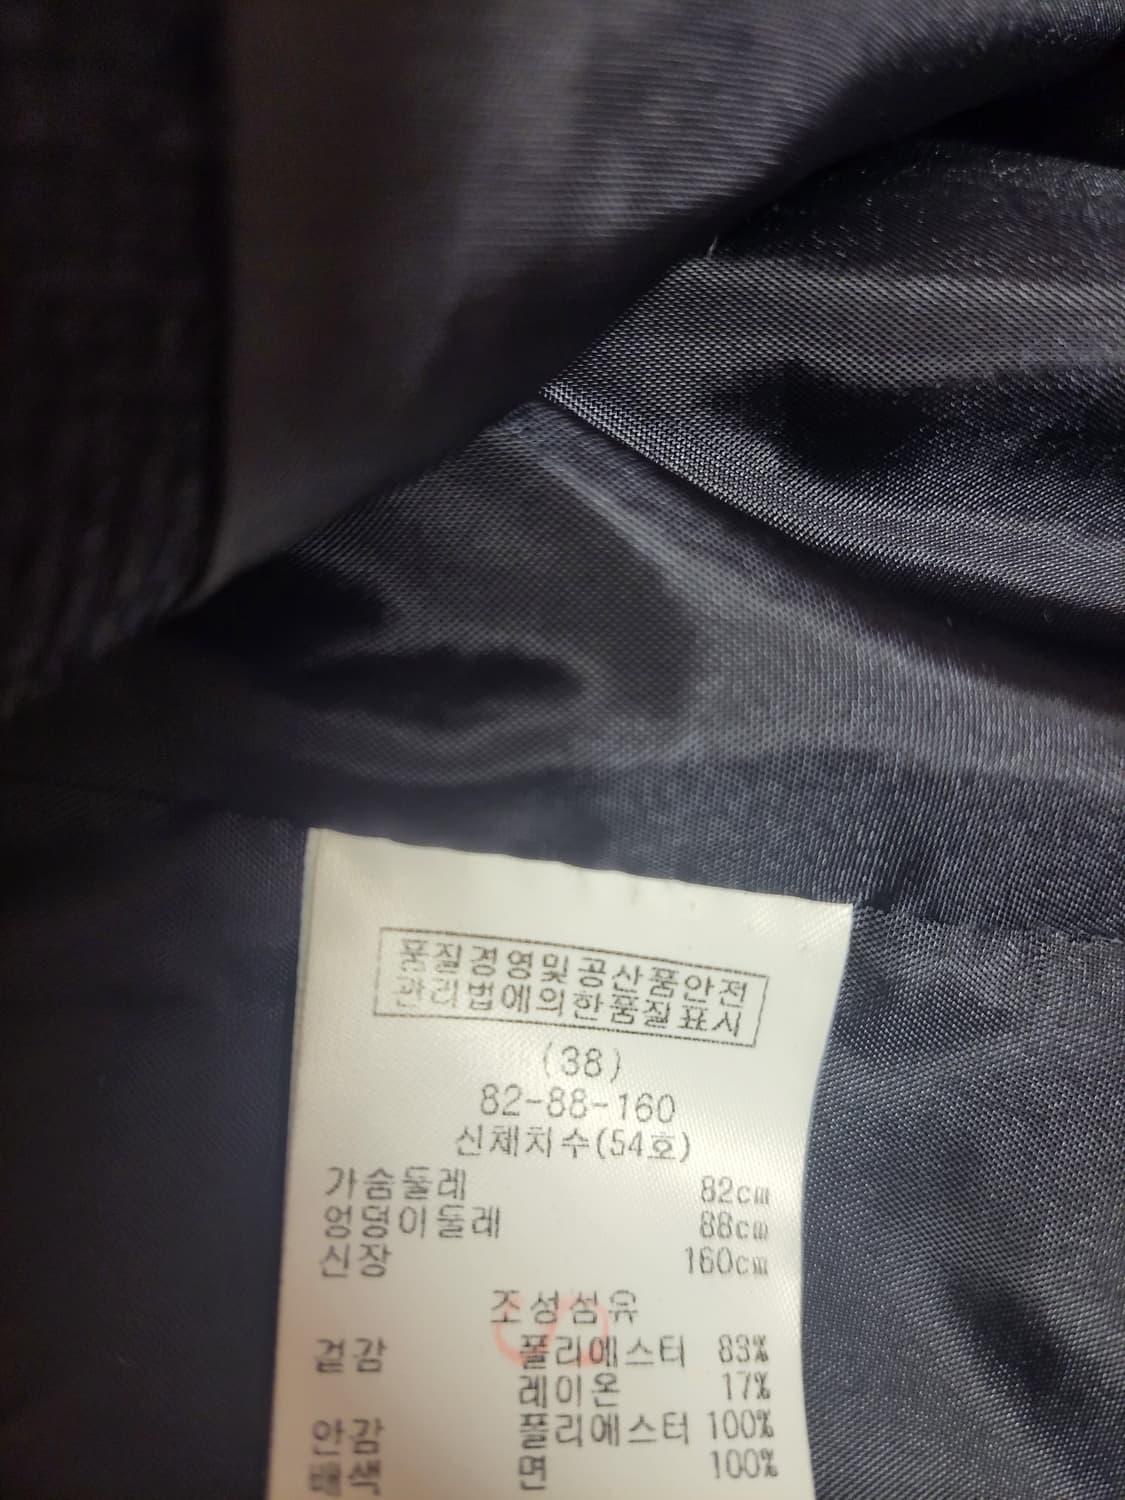 품질경영및공산품안전
관리법에의한품질표시
(38)
82-88-160
신체치수(54호)
가슴둘레 82cm
엉덩이둘레 88cm
신장 160cm
조성섬유
겉감 폴리에스터 83%
레이온 17%
안감 폴리에스터 100%
배색 면 100%